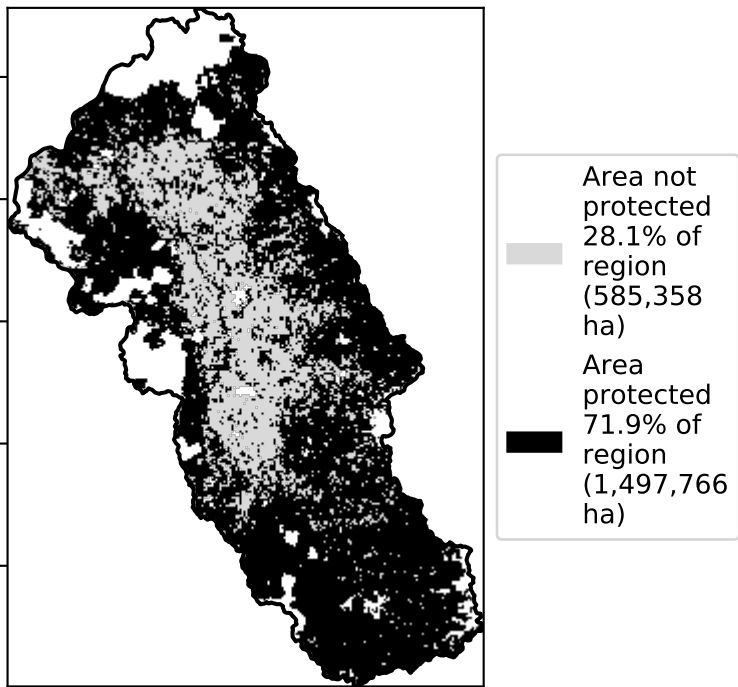 Area not
protected
28.1% of
region
(585,358
ha)
Area
protected
71.9% of
region
(1,497,766
ha)